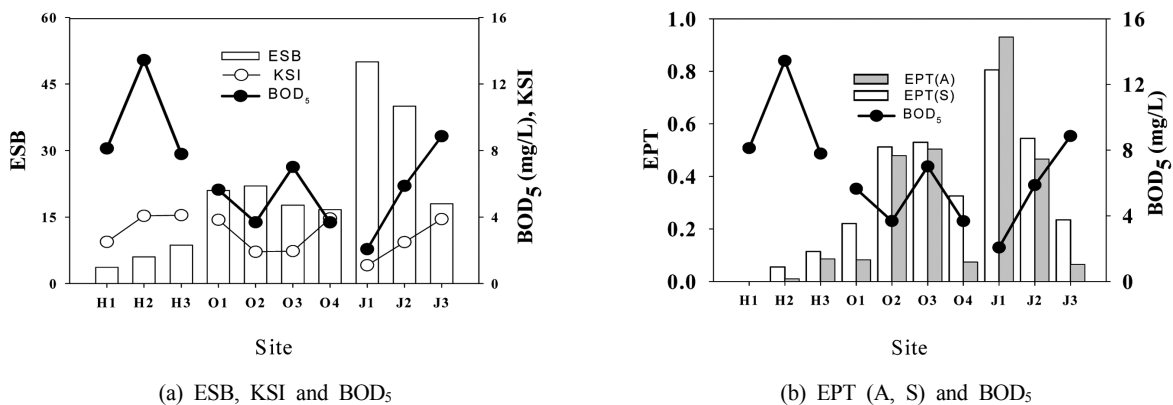 60
45
30
15
0
ESB
ESB
KSI
BOD₅
16
12
8
4
0
BOD₅ (mg/L), KSI
H1 H2 H3 O1 O2 O3 O4 J1 J2 J3
Site
(a) ESB, KSI and BOD₅
1.0
0.8
0.6
0.4
0.2
0.0
EPT
EPT(A)
EPT(S)
BOD₅
16
12
8
4
0
BOD₅ (mg/L)
H1 H2 H3 O1 O2 O3 O4 J1 J2 J3
Site
(b) EPT (A, S) and BOD₅